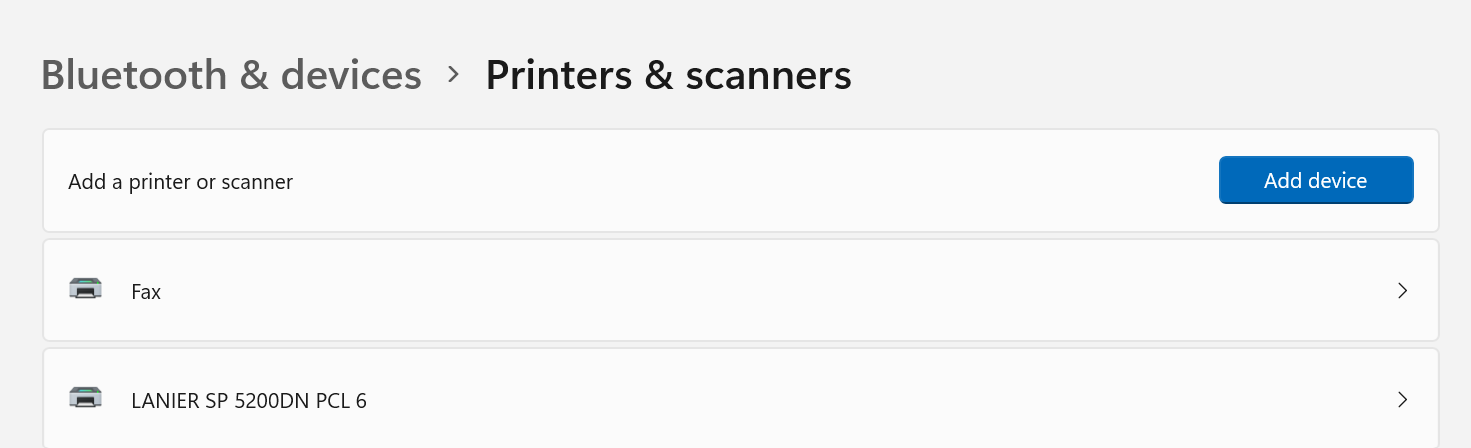 Bluetooth & devices > Printers & scanners
Add a printer or scanner Add device
Fax
LANIER SP 5200DN PCL 6